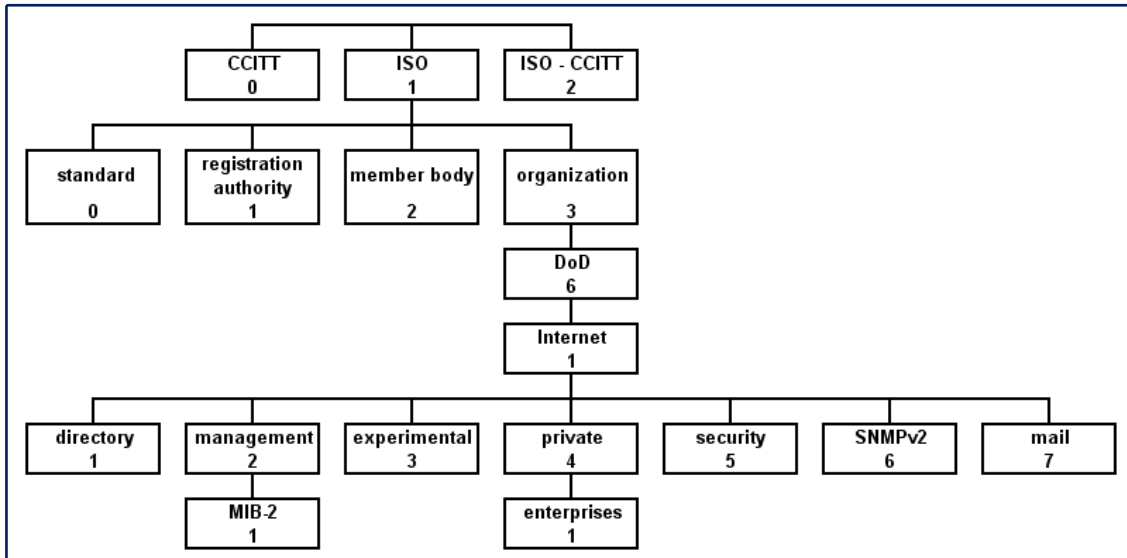 CCITT
0
ISO
1
ISO - CCITT
2
standard
0
registration
authority
1
member body
2
organization
3
DoD
6
Internet
1
directory
1
management
2
experimental
3
private
4
security
5
SNMPv2
6
mail
7
MIB-2
1
enterprises
1